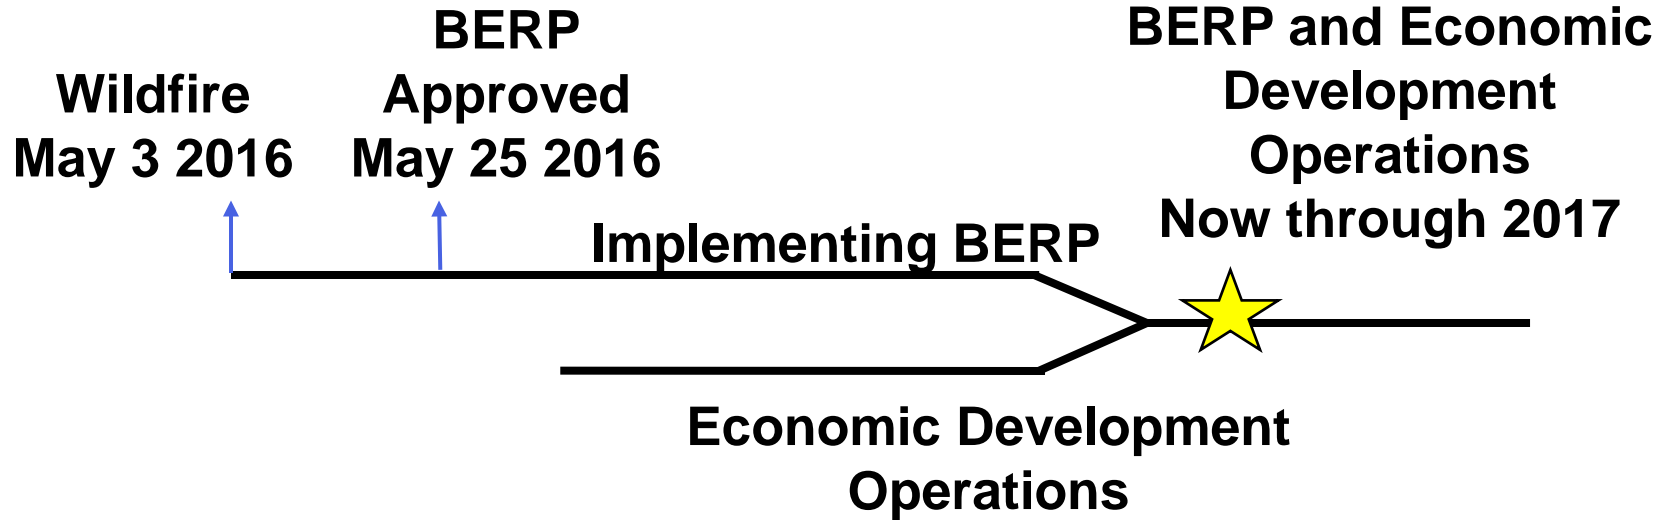 Wildfire
May 3 2016
BERP
Approved
May 25 2016
BERP and Economic
Development
Operations
Now through 2017
Implementing BERP
Economic Development
Operations